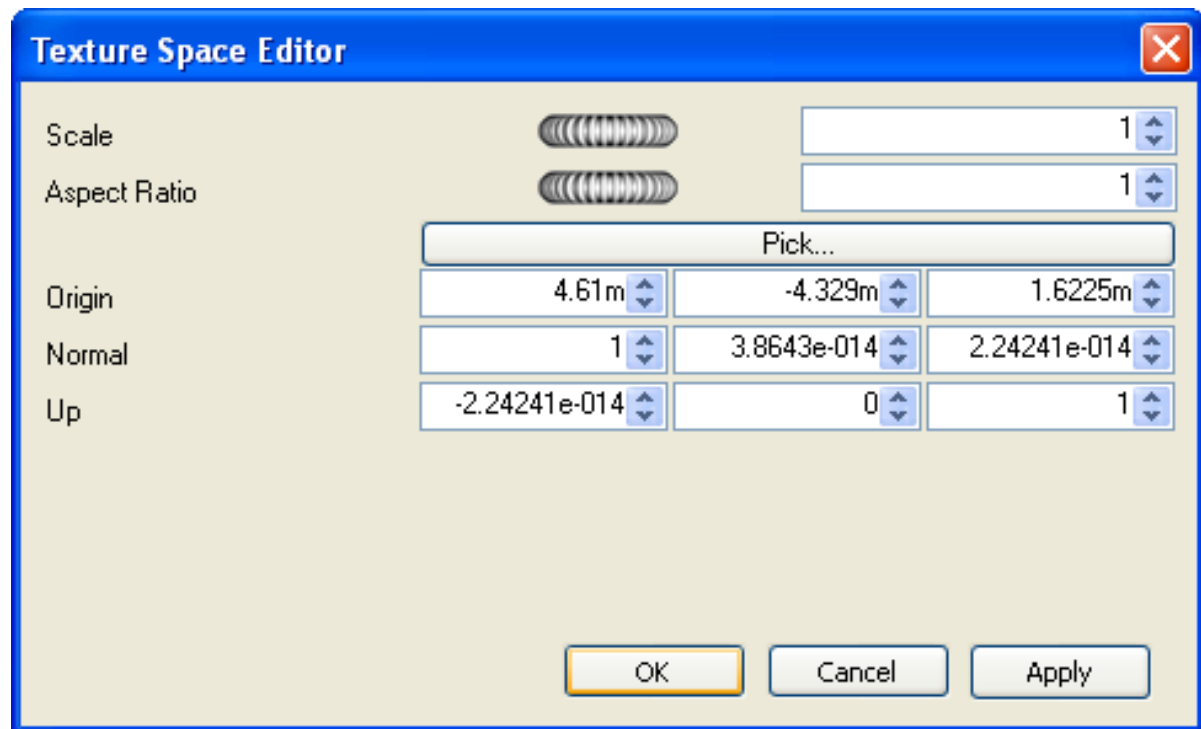 Texture Space Editor
Scale 1
Aspect Ratio 1
Pick...
Origin 4.61m -4.329m 1.6225m
Normal 1 3.8643e-014 2.24241e-014
Up -2.24241e-014 0 1
OK Cancel Apply